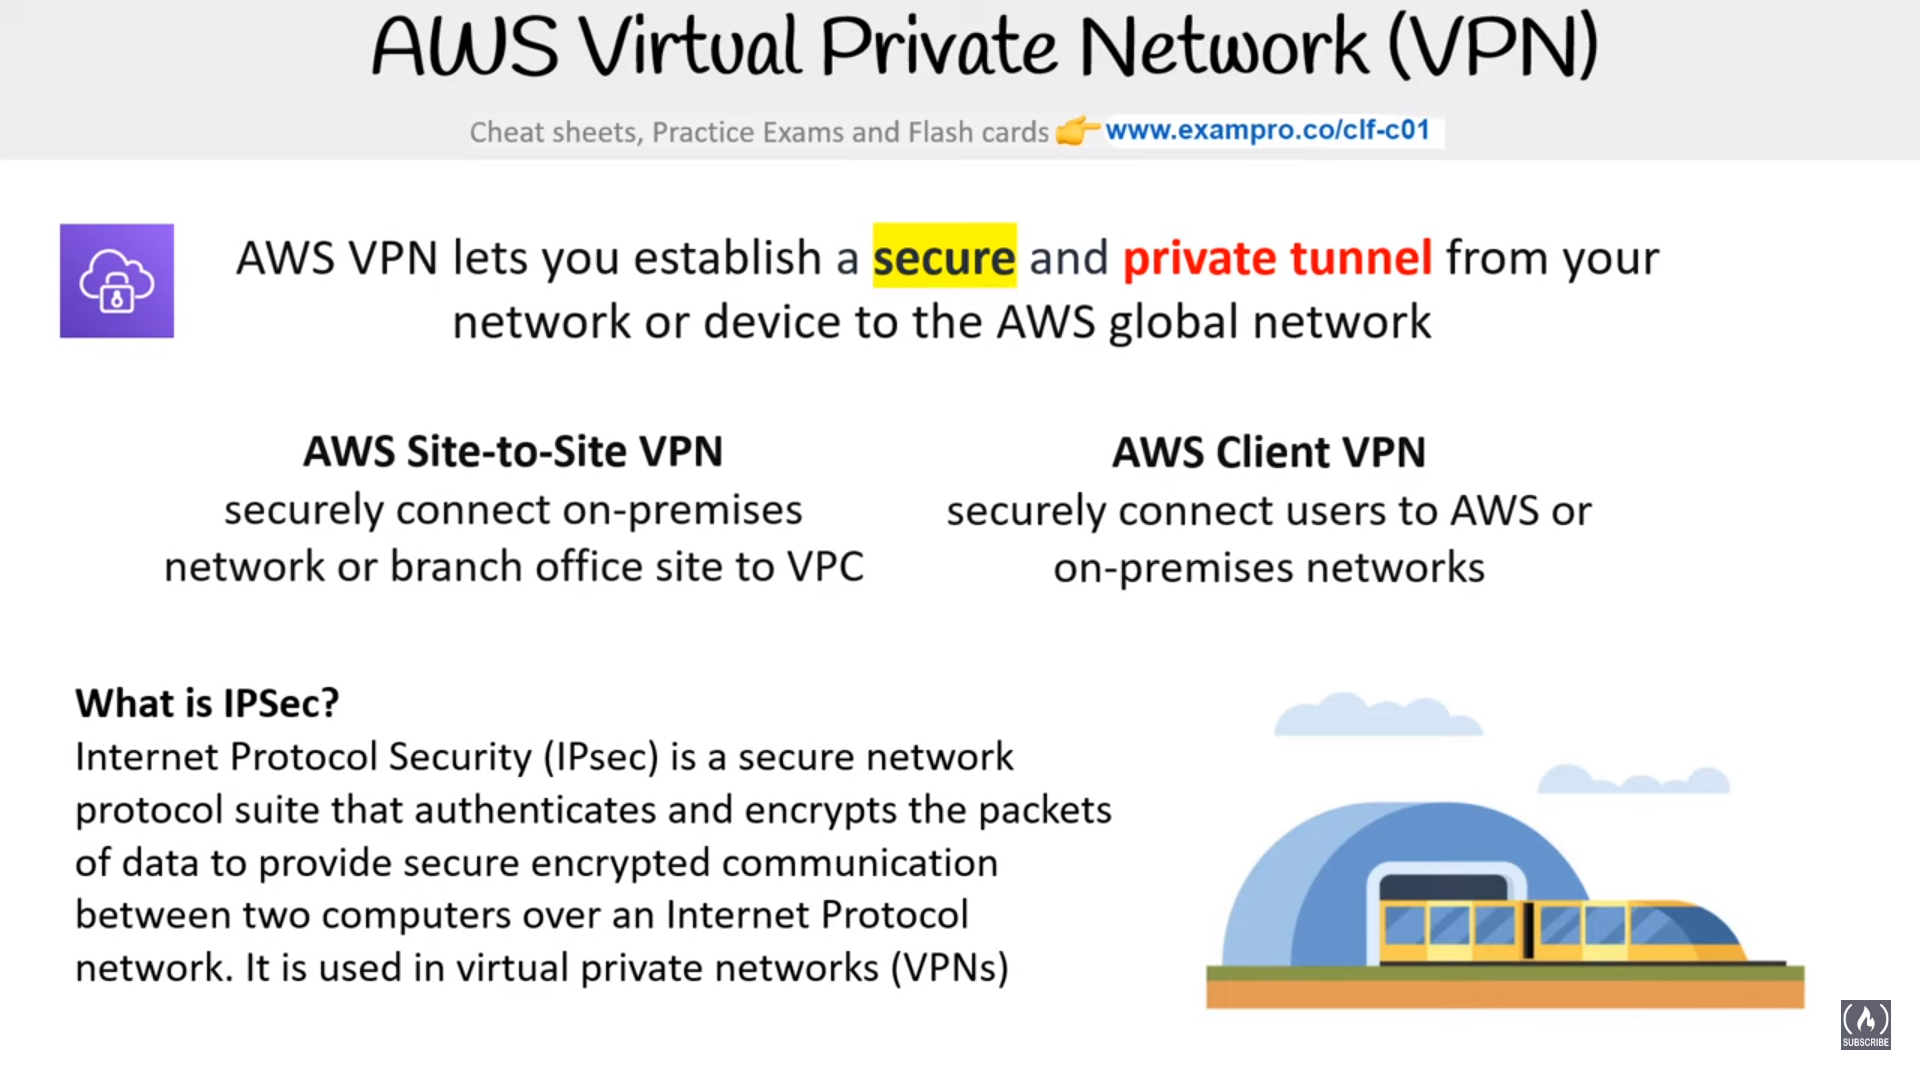 AWS Virtual Private Network (VPN)
Cheat sheets, Practice Exams and Flash cards 👉 www.exampro.co/clf-c01
AWS VPN lets you establish a secure and private tunnel from your
network or device to the AWS global network
AWS Site-to-Site VPN
securely connect on-premises
network or branch office site to VPC
AWS Client VPN
securely connect users to AWS or
on-premises networks
What is IPSec?
Internet Protocol Security (IPsec) is a secure network
protocol suite that authenticates and encrypts the packets
of data to provide secure encrypted communication
between two computers over an Internet Protocol
network. It is used in virtual private networks (VPNs)
SUBSCRIBE